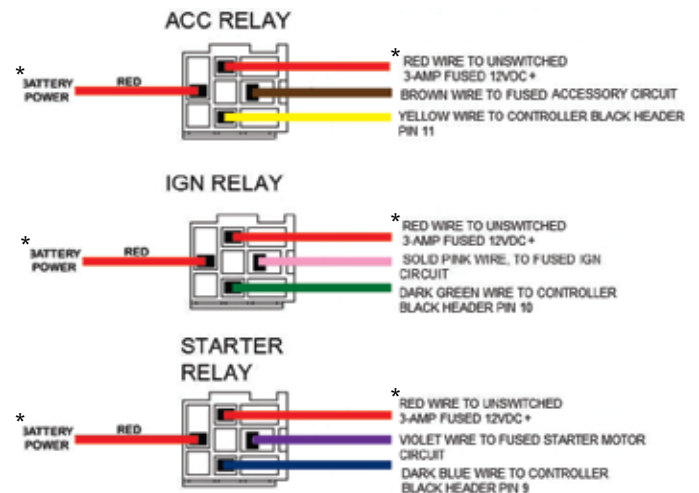 ACC RELAY
* BATTERY POWER
RED
* RED WIRE TO UNSWITCHED
3-AMP FUSED 12VDC+
BROWN WIRE TO FUSED ACCESSORY CIRCUIT
YELLOW WIRE TO CONTROLLER BLACK HEADER
PIN 11
IGN RELAY
* BATTERY POWER
RED
* RED WIRE TO UNSWITCHED
3-AMP FUSED 12VDC+
SOLID PINK WIRE, TO FUSED IGN
CIRCUIT
DARK GREEN WIRE TO CONTROLLER
BLACK HEADER PIN 10
STARTER
RELAY
* BATTERY POWER
RED
* RED WIRE TO UNSWITCHED
3-AMP FUSED 12VDC+
VIOLET WIRE TO FUSED STARTER MOTOR
CIRCUIT
DARK BLUE WIRE TO CONTROLLER
BLACK HEADER PIN 9